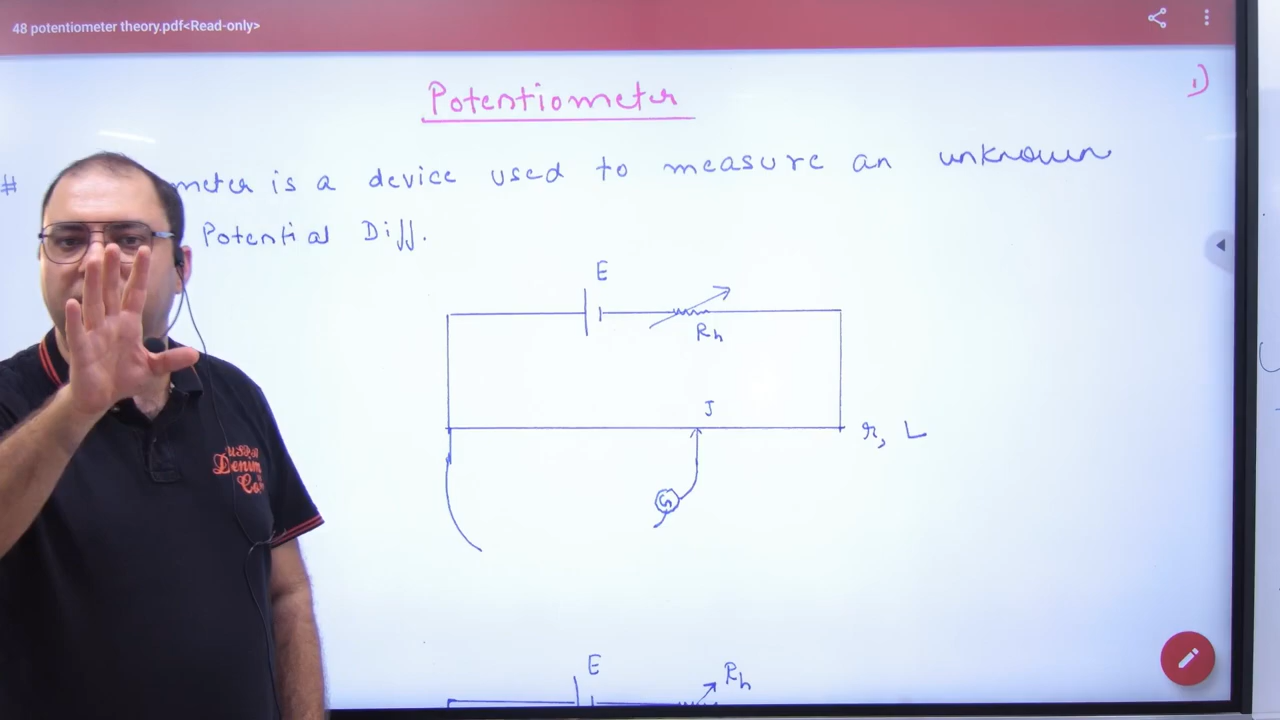 48 potentiometer theory.pdf<Read-only>
1)
Potentiometer
# meter is a device used to measure an unknown
Potential Diff.
E
Rh
J
r, L
G
Denim
E
Rh